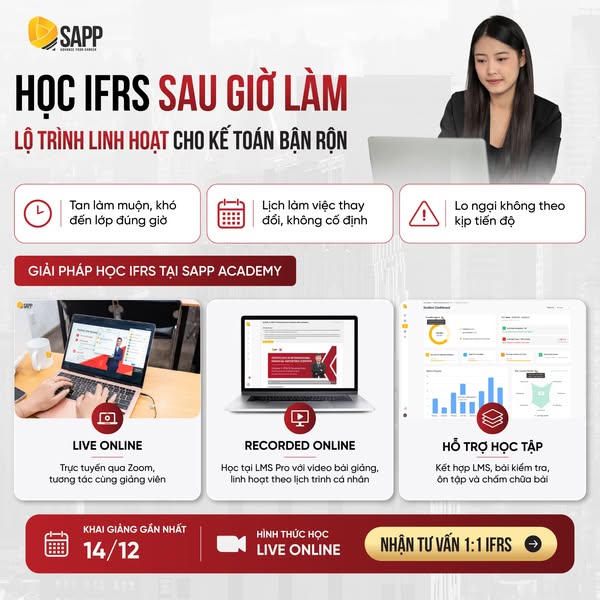 SAPP
ADVANCE YOUR CAREER
HỌC IFRS SAU GIỜ LÀM
LỘ TRÌNH LINH HOẠT CHO KẾ TOÁN BẬN RỘN
Tan làm muộn, khó
đến lớp đúng giờ
Lịch làm việc thay
đổi, không cố định
Lo ngại không theo
kịp tiến độ
GIẢI PHÁP HỌC IFRS TẠI SAPP ACADEMY
SAPP
LIVE ONLINE
Trực tuyến qua Zoom,
tương tác cùng giảng viên
RECORDED ONLINE
Học tại LMS Pro với video bài giảng,
linh hoạt theo lịch trình cá nhân
HỖ TRỢ HỌC TẬP
Kết hợp LMS, bài kiểm tra,
ôn tập và chấm chữa bài
KHAI GIẢNG GẦN NHẤT
14/12
HÌNH THỨC HỌC
LIVE ONLINE
NHẬN TƯ VẤN 1:1 IFRS